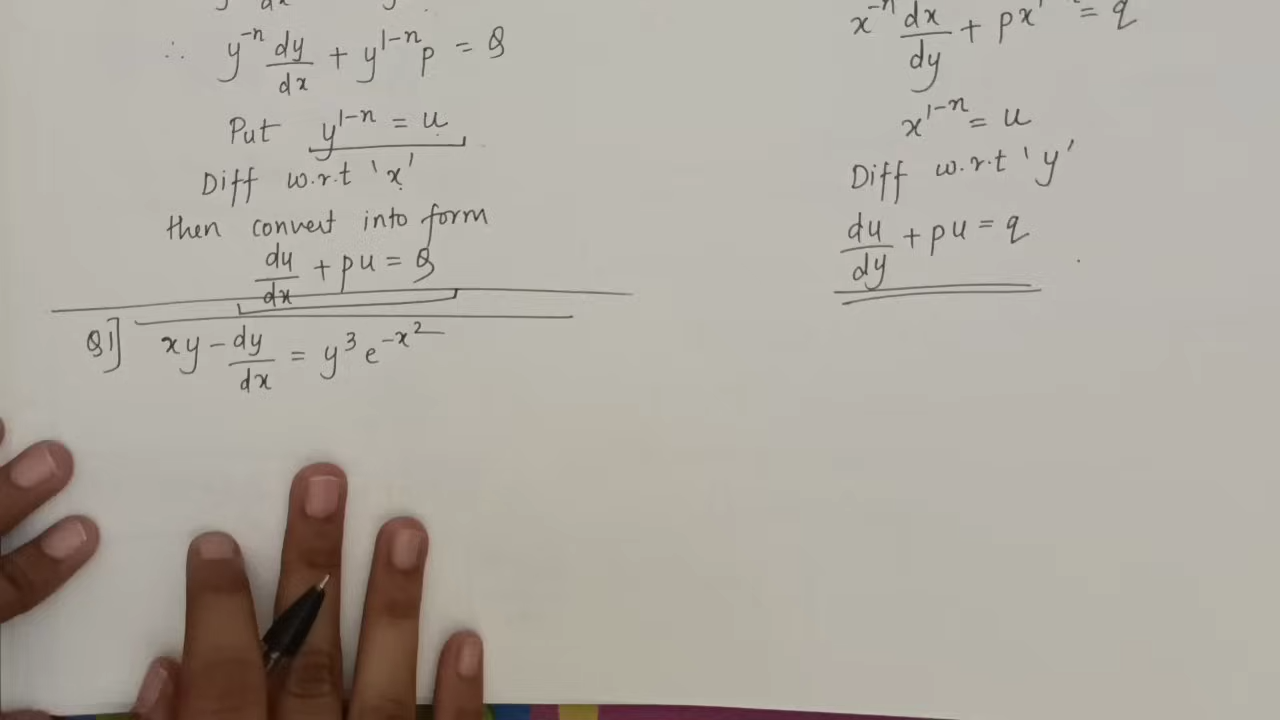 ∴ y^{-n} dy/dx + y^{1-n} p = Q
Put y^{1-n} = u
Diff w.r.t 'x'
then convert into form
du/dx + pu = Q
Q1] xy - dy/dx = y^3 e^{-x^2}
x^{-n} dx/dy + px = q
x^{1-n} = u
Diff w.r.t 'y'
du/dy + pu = q